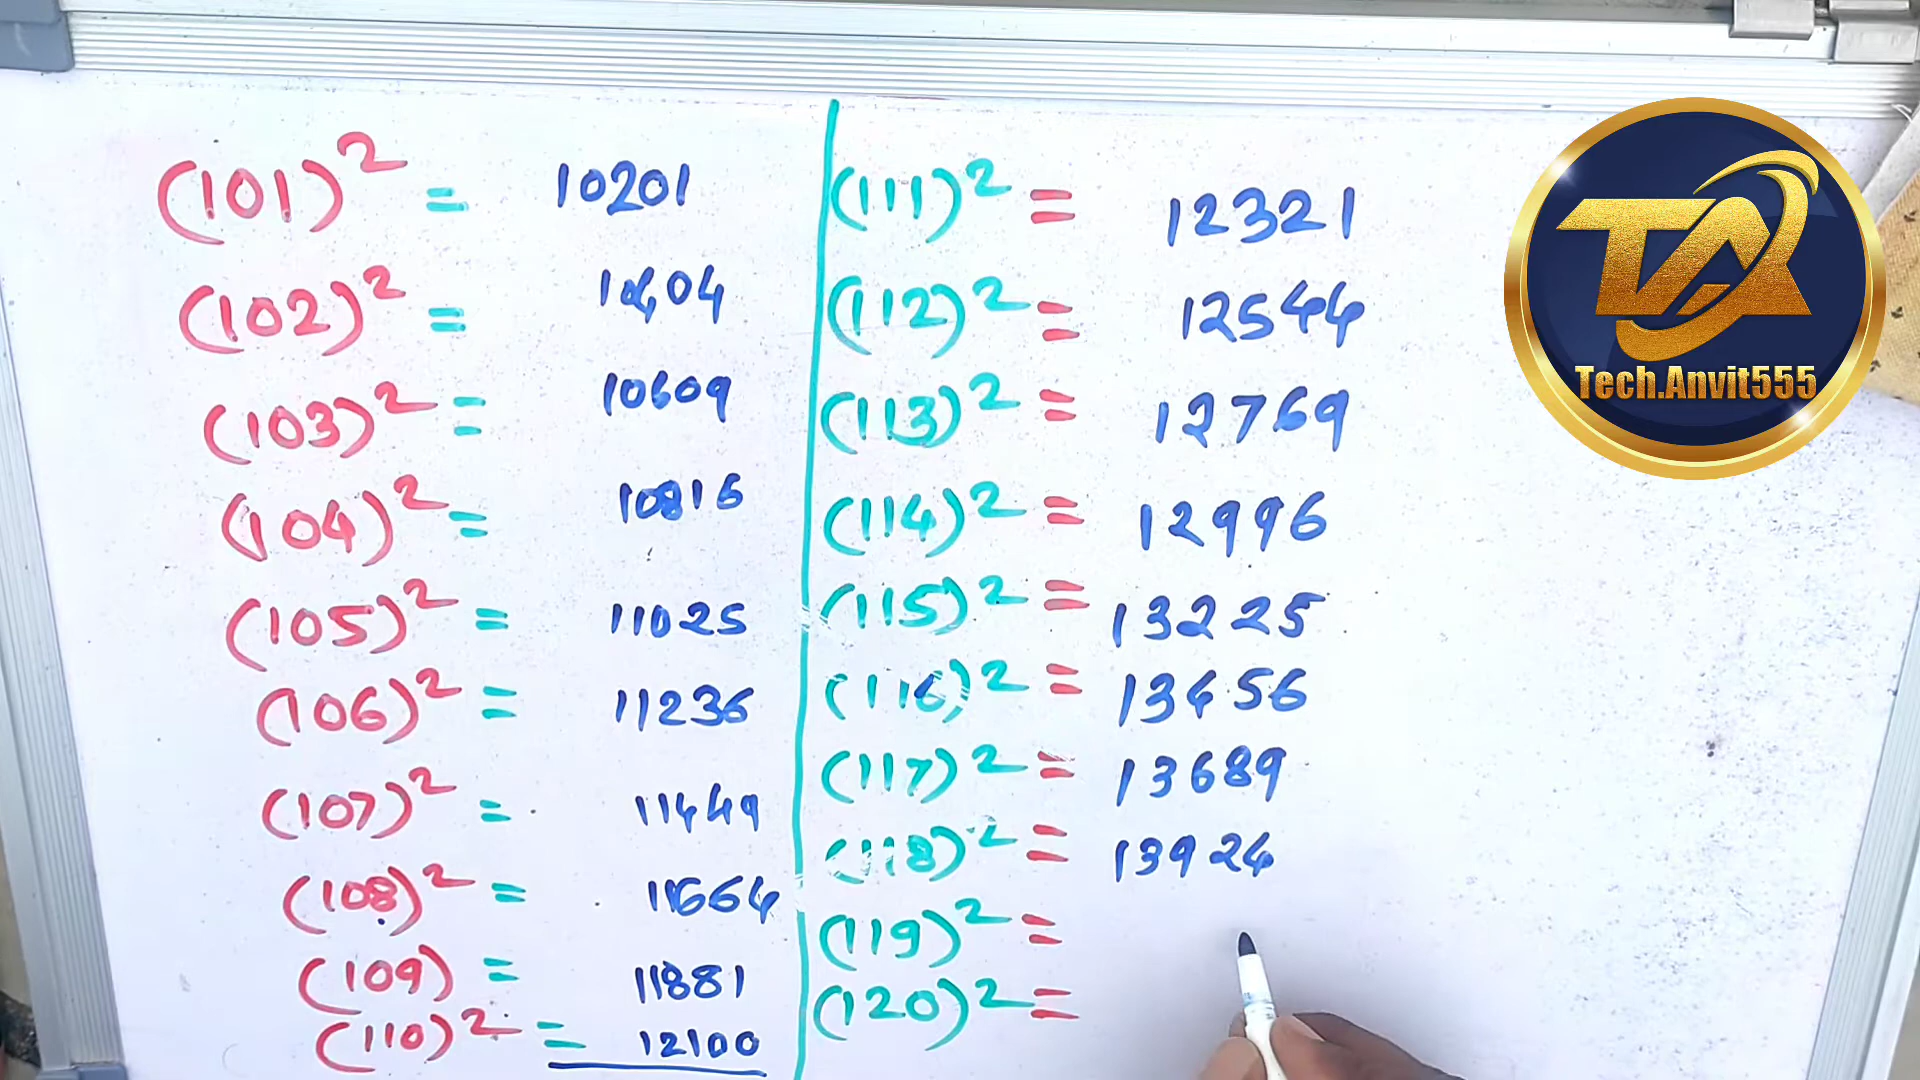 (101)² = 10201
(102)² = 10404
(103)² = 10609
(104)² = 10816
(105)² = 11025
(106)² = 11236
(107)² = 11449
(108)² = 11664
(109) = 11881
(110)² = 12100
(111)² = 12321
(112)² = 12544
(113)² = 12769
(114)² = 12996
(115)² = 13225
(116)² = 13456
(117)² = 13689
(118)² = 13924
(119)² =
(120)² =
TA
Tech.Anvit555